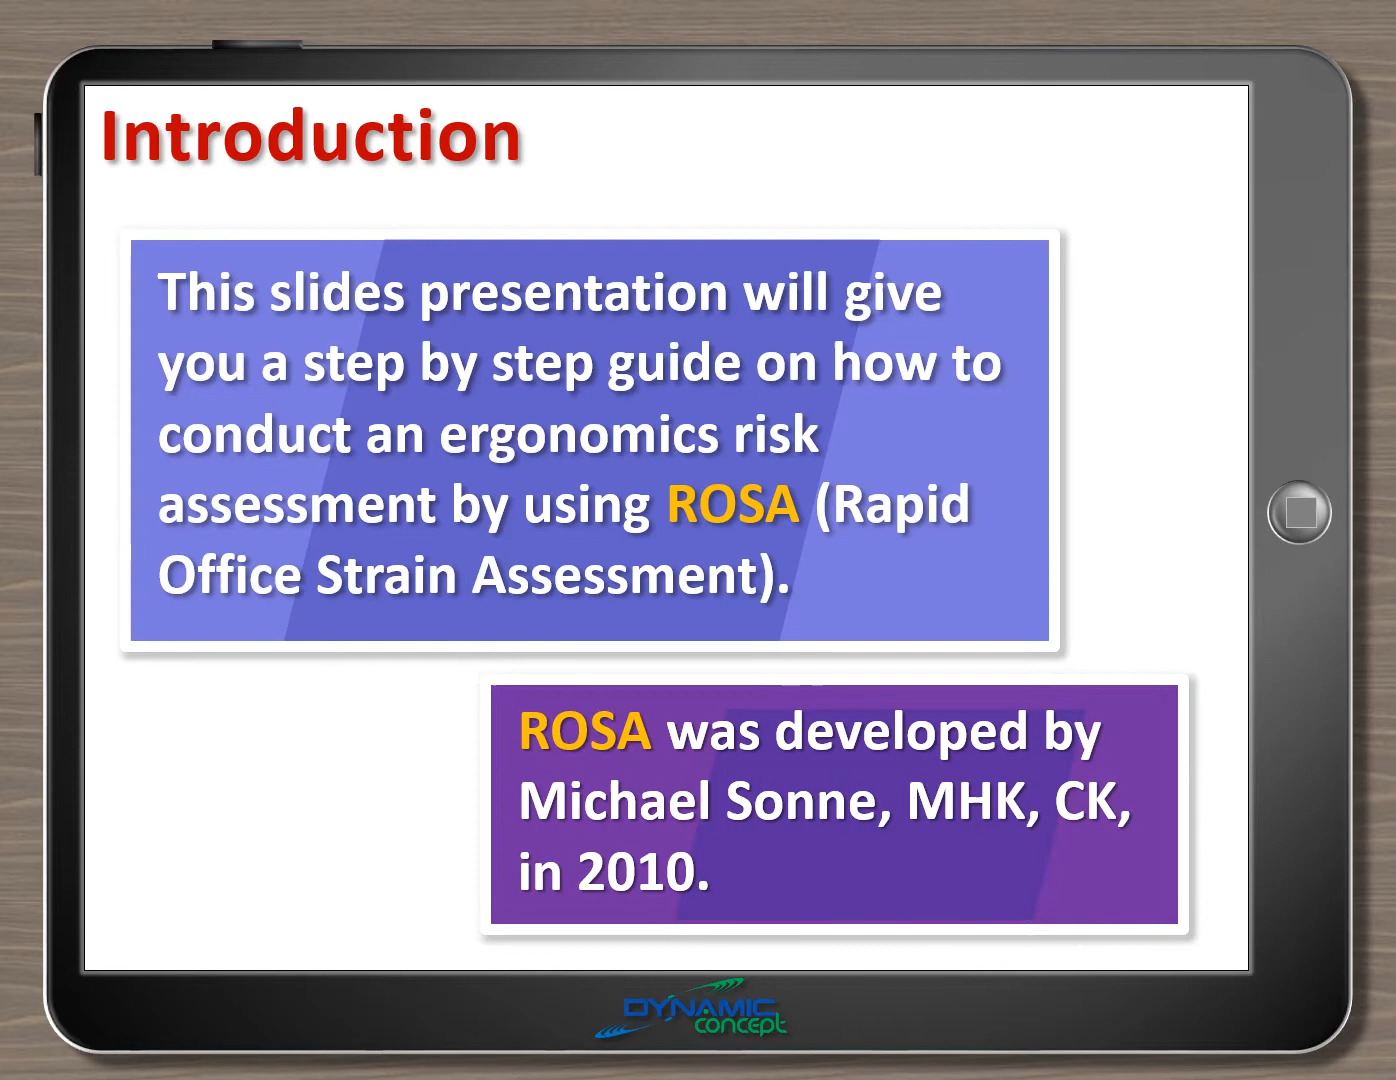 Introduction
This slides presentation will give
you a step by step guide on how to
conduct an ergonomics risk
assessment by using ROSA (Rapid
Office Strain Assessment).
ROSA was developed by
Michael Sonne, MHK, CK,
in 2010.
DYNAMIC
concept